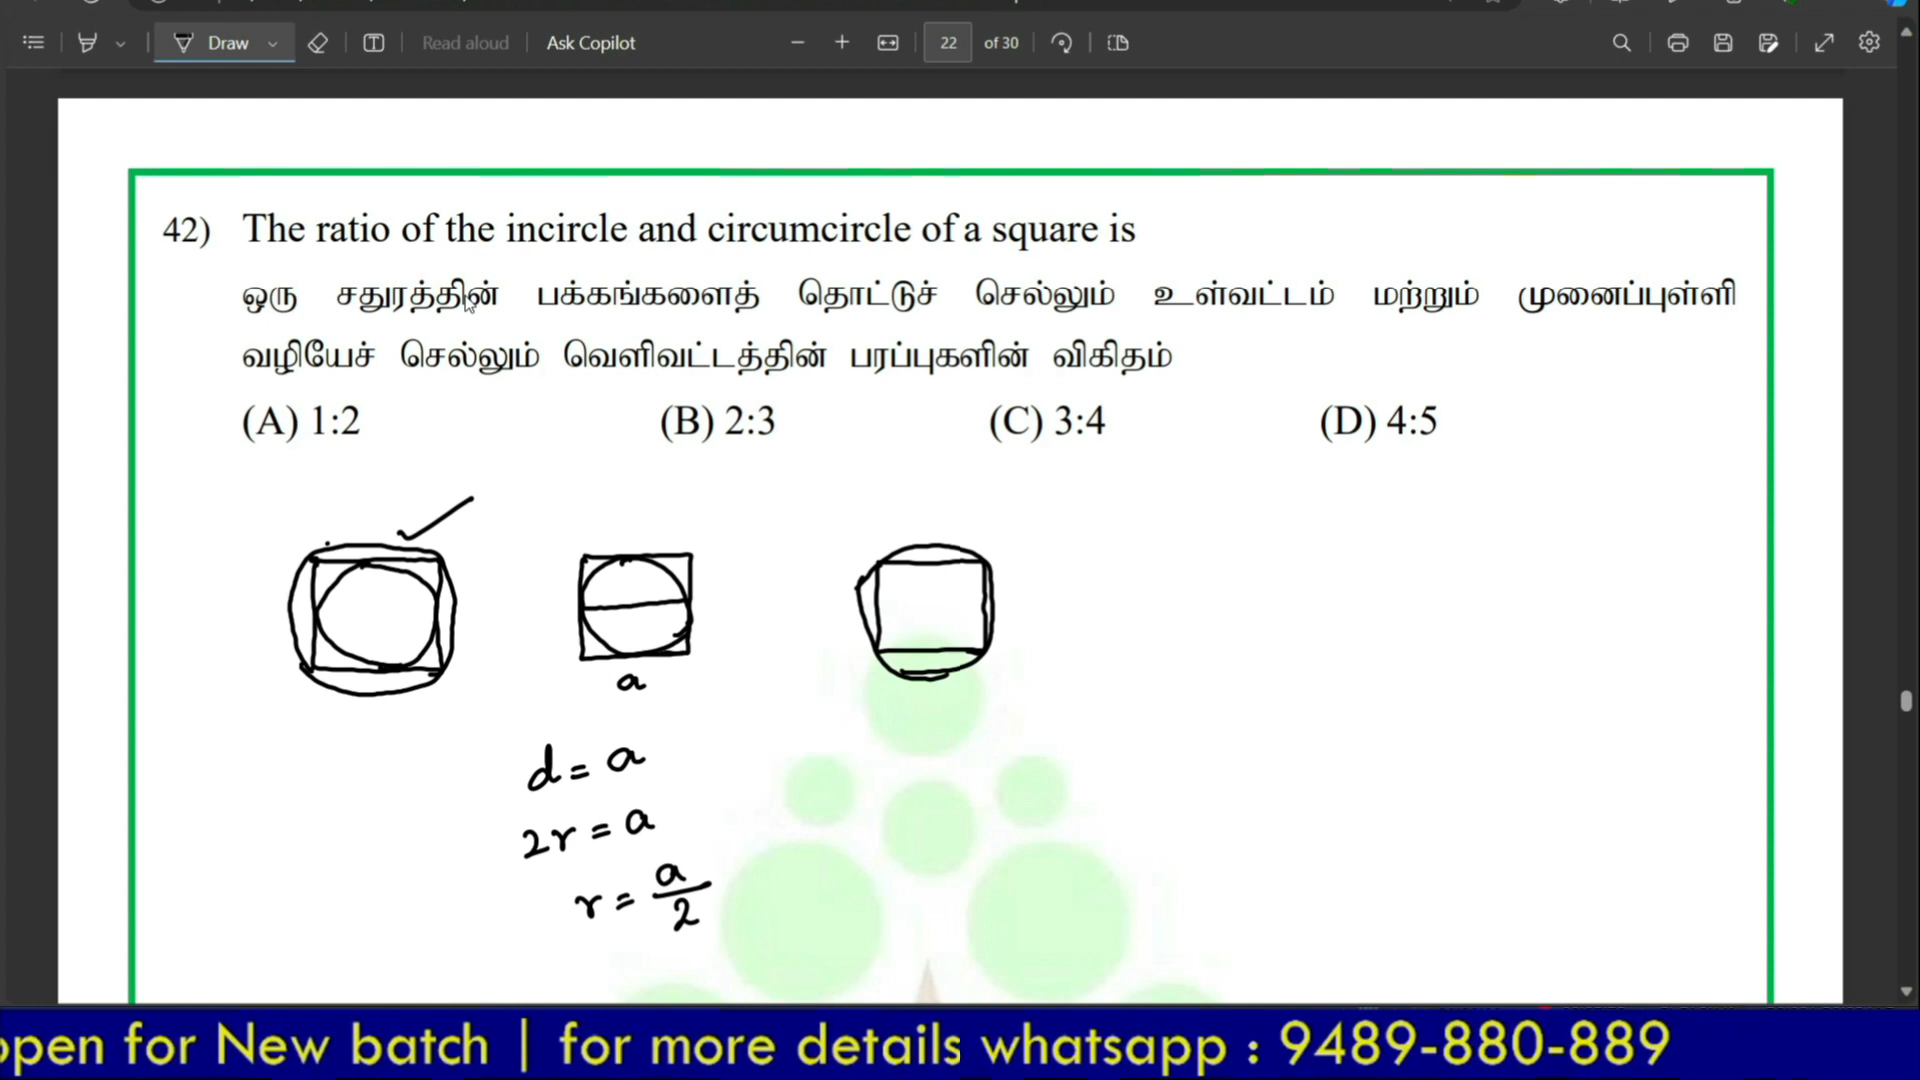 Draw
Read aloud
Ask Copilot
22
of 30
42) The ratio of the incircle and circumcircle of a square is
ஒரு சதுரத்தின் பக்கங்களைத் தொட்டுச் செல்லும் உள்வட்டம் மற்றும் முனைப்புள்ளி
வழியேச் செல்லும் வெளிவட்டத்தின் பரப்புகளின் விகிதம்
(A) 1:2 (B) 2:3 (C) 3:4 (D) 4:5
a
d = a
2r = a
r = a/2
open for New batch | for more details whatsapp : 9489-880-889